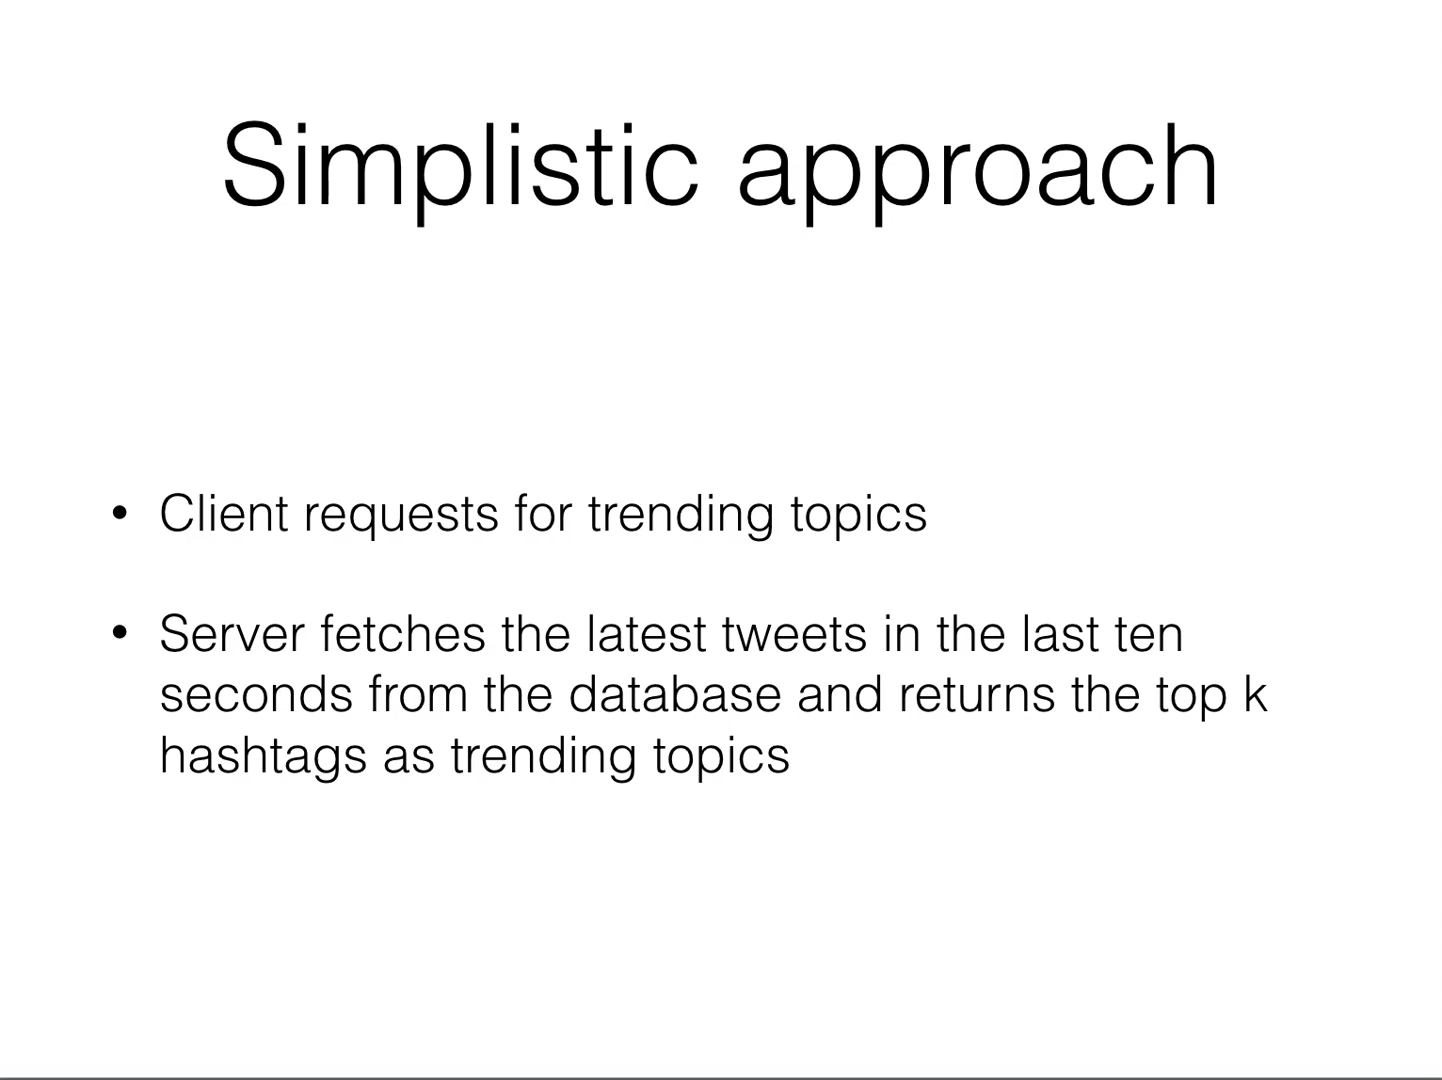 Simplistic approach
• Client requests for trending topics
• Server fetches the latest tweets in the last ten
seconds from the database and returns the top k
hashtags as trending topics